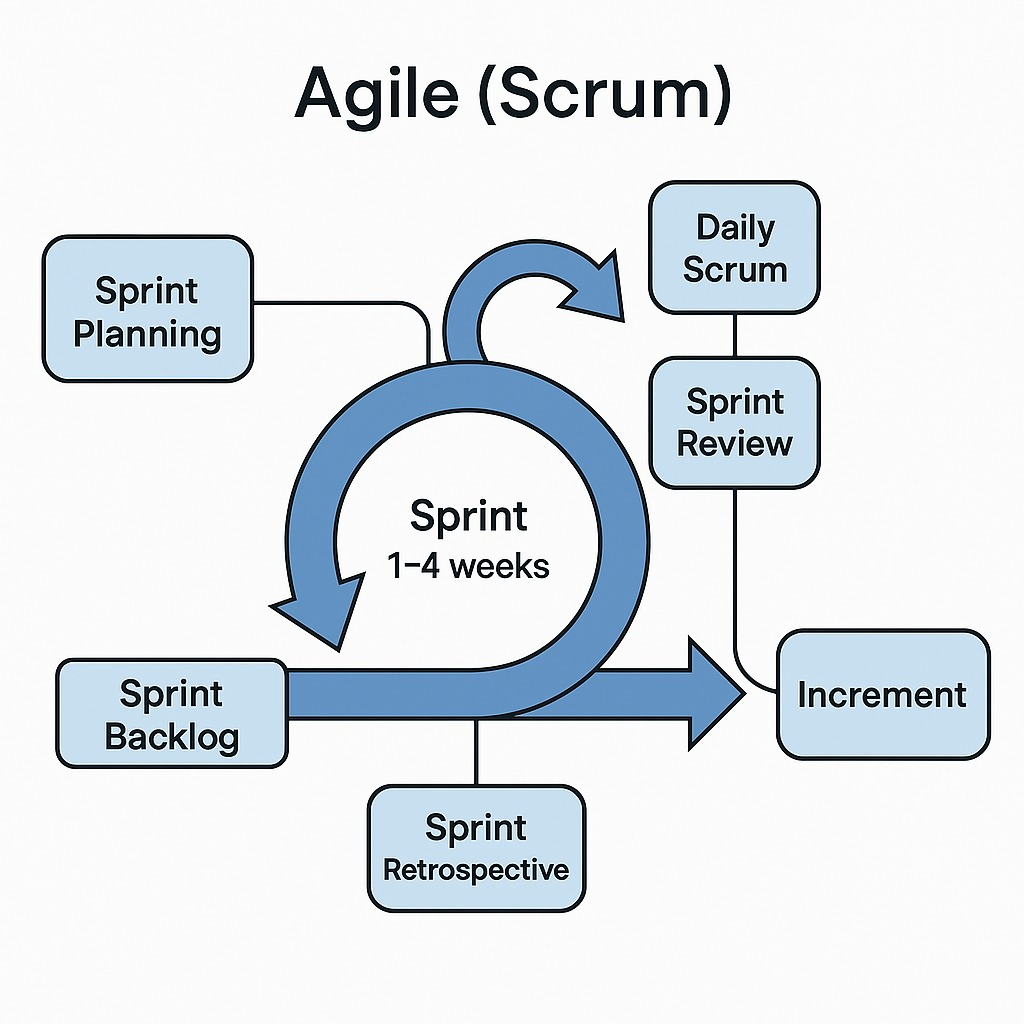 Agile (Scrum)
Sprint
Planning
Daily
Scrum
Sprint
Review
Sprint
1–4 weeks
Sprint
Backlog
Increment
Sprint
Retrospective